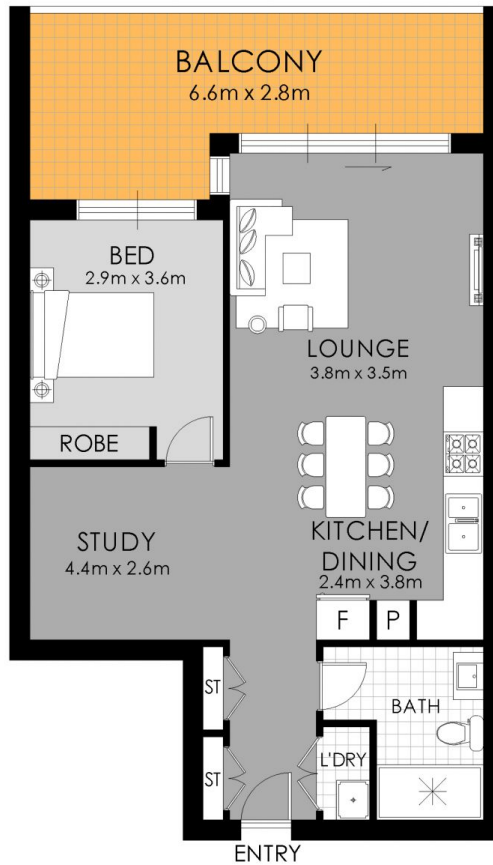 BALCONY
6.6m x 2.8m
BED
2.9m x 3.6m
LOUNGE
3.8m x 3.5m
ROBE
STUDY
4.4m x 2.6m
KITCHEN/
DINING
2.4m x 3.8m
F
P
ST
BATH
L'DRY
ST
ENTRY